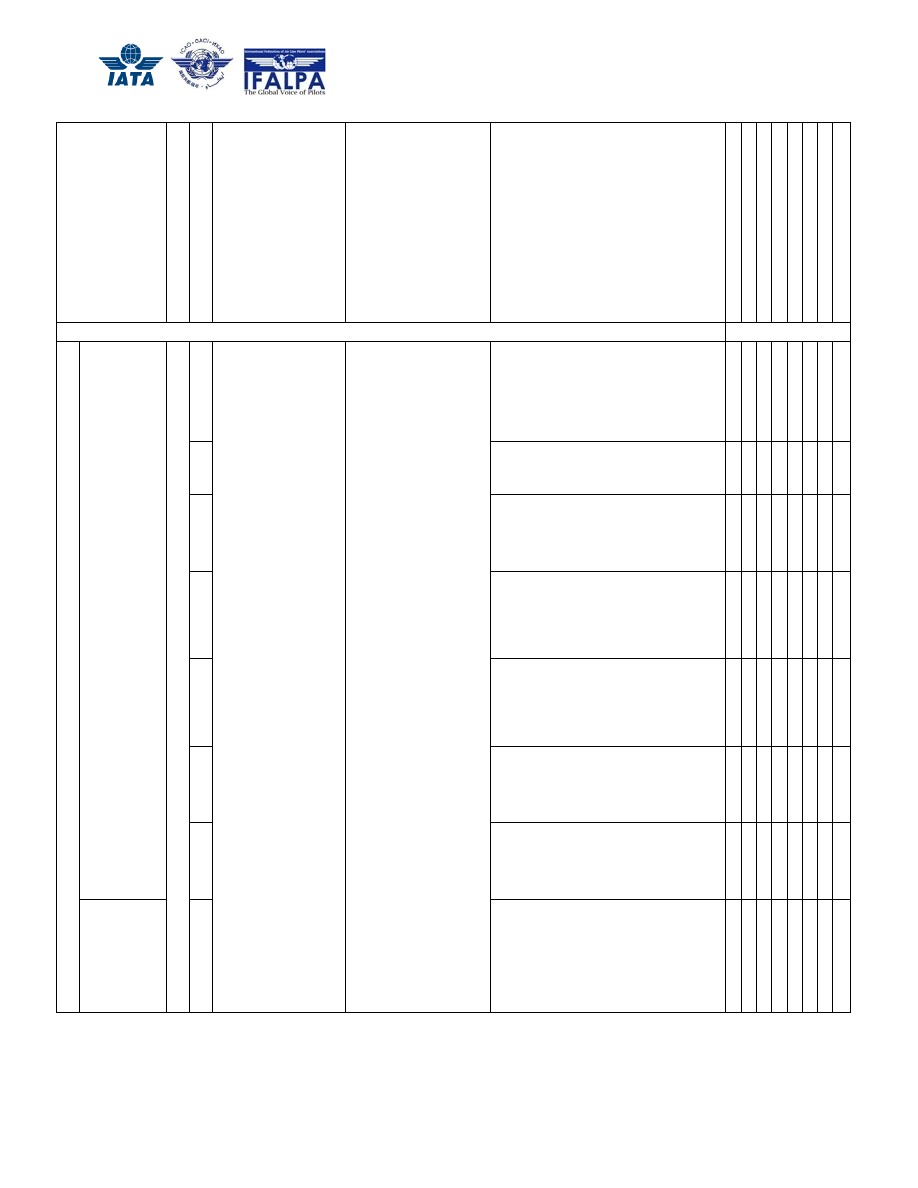 IATA
ICAO · OACI · ИКАО
International Federation of Air Line Pilots' Associations
IFALPA
The Global Voice of Pilots